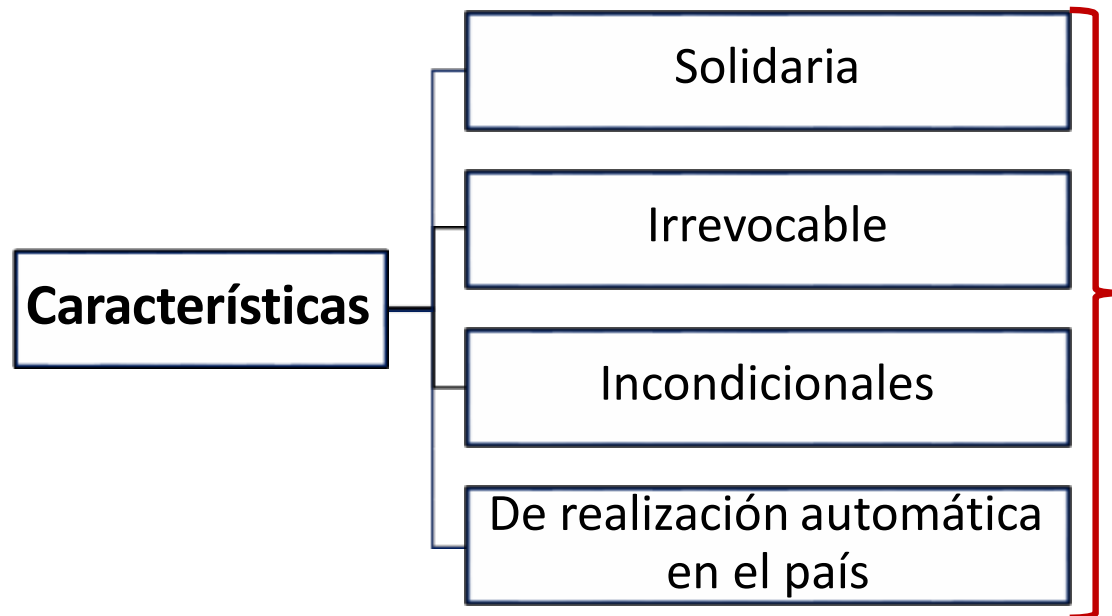 Características
Solidaria
Irrevocable
Incondicionales
De realización automática
en el país